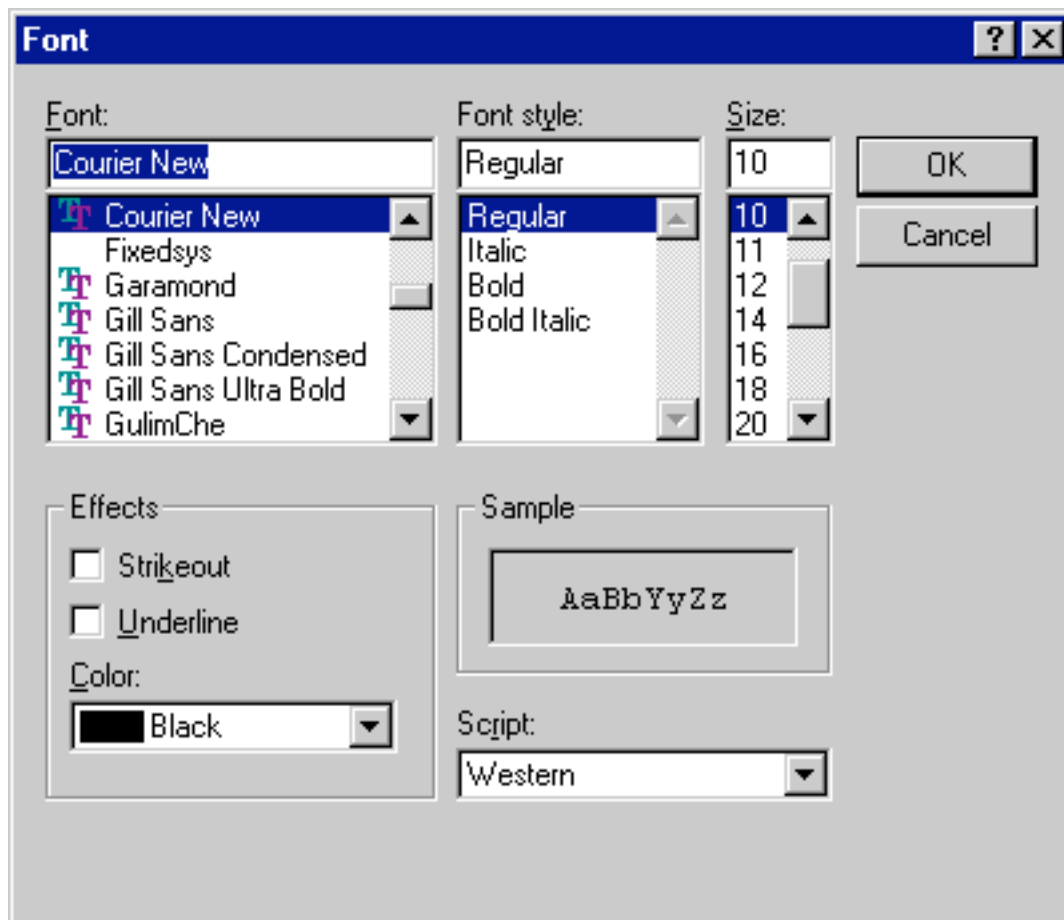 Font
Font:
Courier New
Courier New
Fixedsys
Garamond
Gill Sans
Gill Sans Condensed
Gill Sans Ultra Bold
GulimChe
Font style:
Regular
Regular
Italic
Bold
Bold Italic
Size:
10
10
11
12
14
16
18
20
OK
Cancel
Effects
Strikeout
Underline
Color:
Black
Sample
AaBbYyZz
Script:
Western